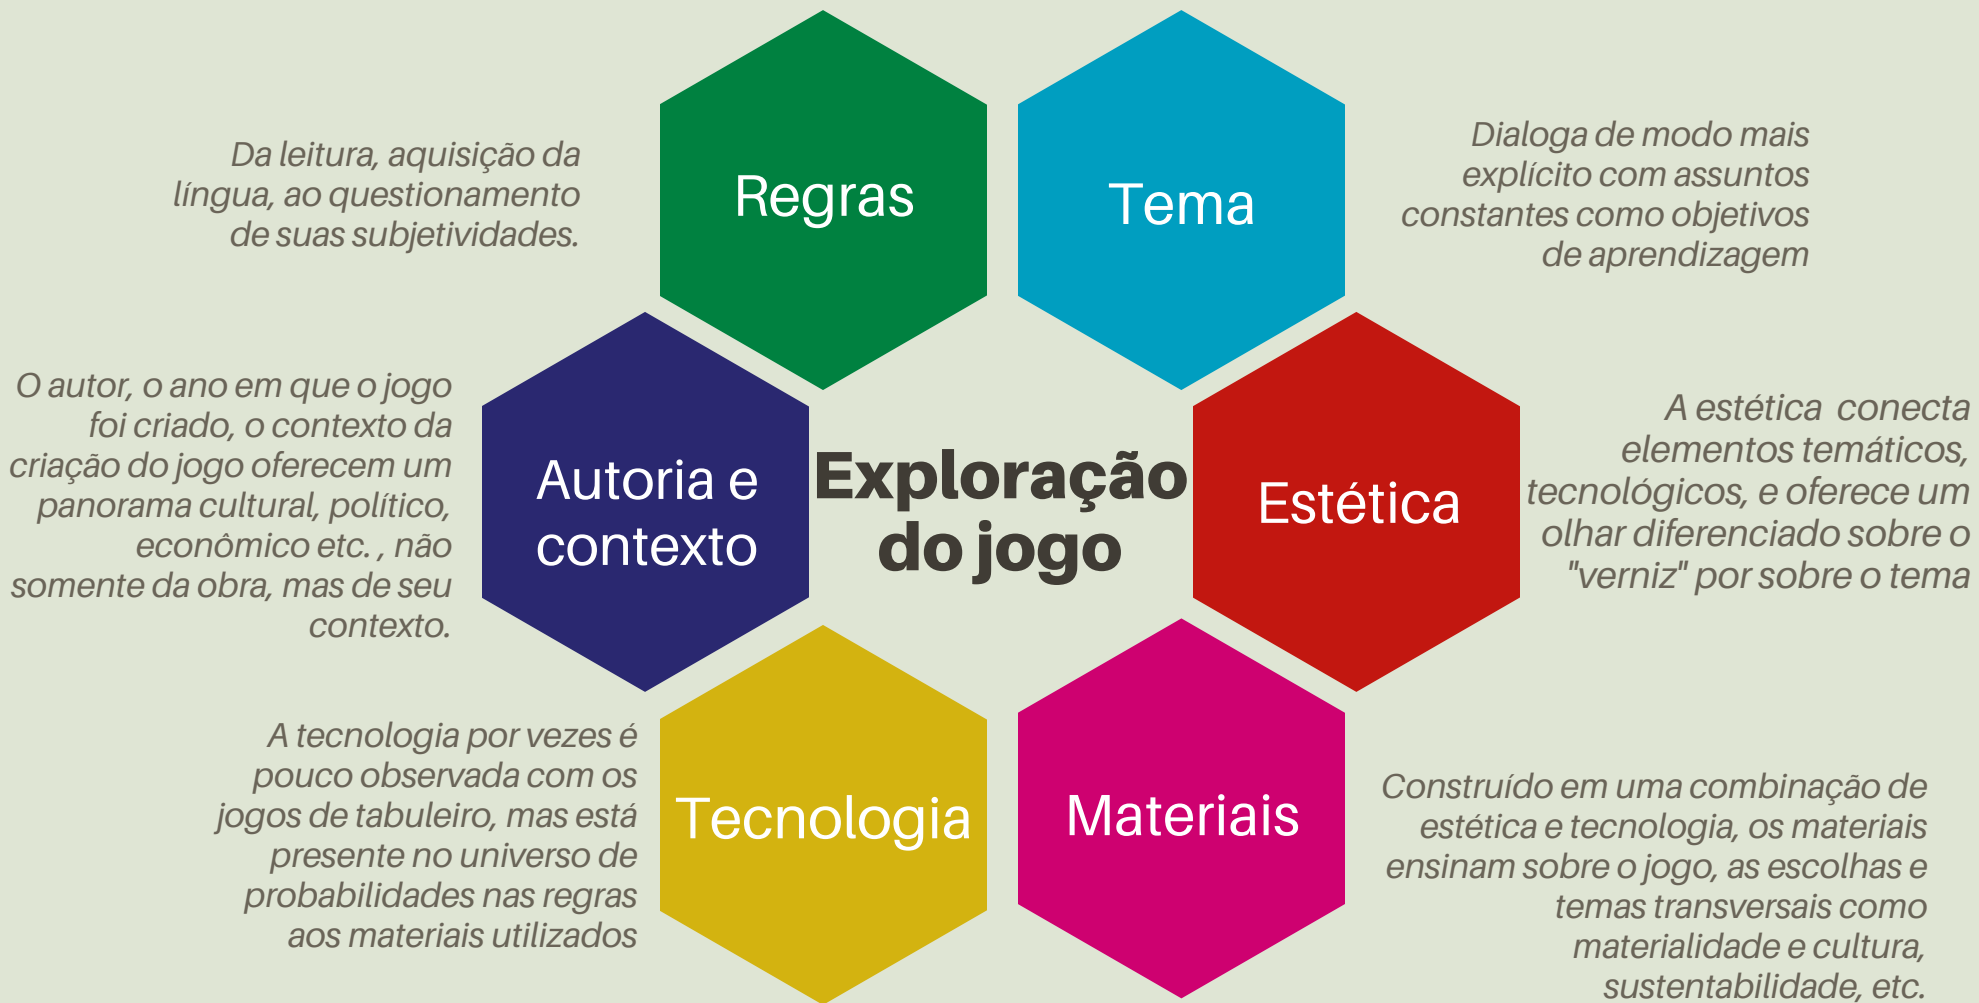 Regras
Da leitura, aquisição da
língua, ao questionamento
de suas subjetividades.
Tema
Dialoga de modo mais
explícito com assuntos
constantes como objetivos
de aprendizagem
Autoria e
contexto
O autor, o ano em que o jogo
foi criado, o contexto da
criação do jogo oferecem um
panorama cultural, político,
econômico etc. , não
somente da obra, mas de seu
contexto.
Exploração
do jogo
Estética
A estética conecta
elementos temáticos,
tecnológicos, e oferece um
olhar diferenciado sobre o
"verniz" por sobre o tema
Tecnologia
A tecnologia por vezes é
pouco observada com os
jogos de tabuleiro, mas está
presente no universo de
probabilidades nas regras
aos materiais utilizados
Materiais
Construído em uma combinação de
estética e tecnologia, os materiais
ensinam sobre o jogo, as escolhas e
temas transversais como
materialidade e cultura,
sustentabilidade, etc.